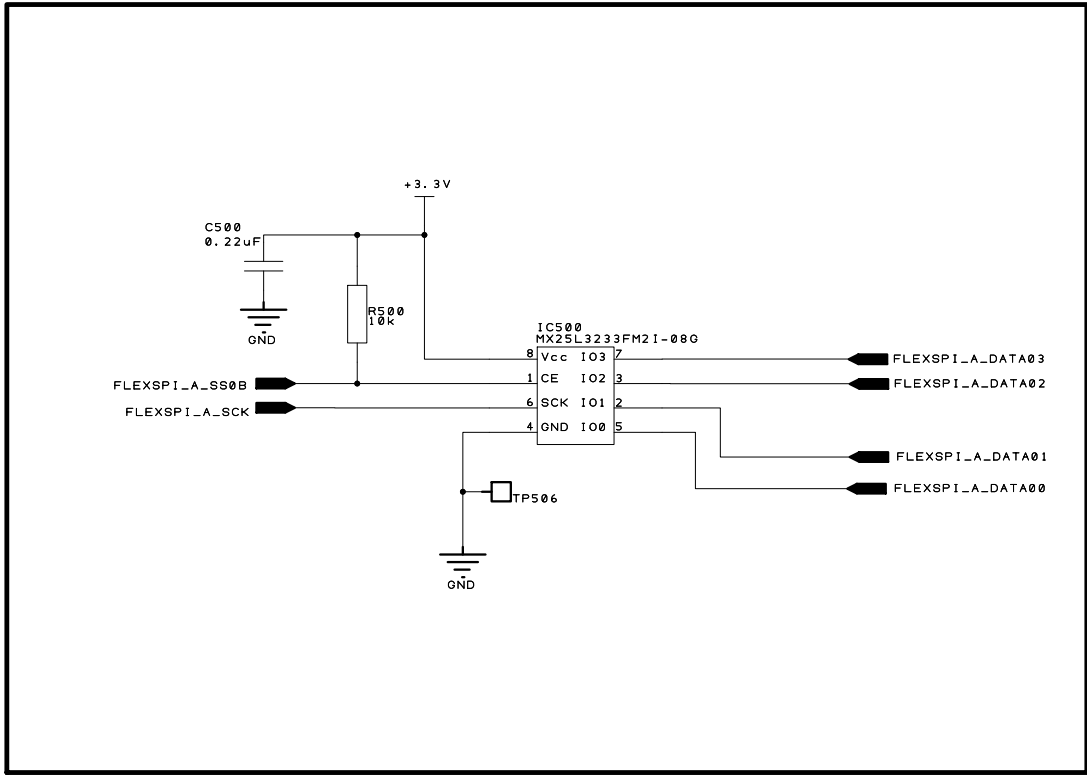 +3.3V
C500
0.22uF
R500
10k
GND
IC500
MX25L3233FM2I-08G
8 Vcc IO3 7
FLEXSPI_A_DATA03
FLEXSPI_A_SS0B
1 CE IO2 3
FLEXSPI_A_DATA02
FLEXSPI_A_SCK
6 SCK IO1 2
4 GND IO0 5
FLEXSPI_A_DATA01
FLEXSPI_A_DATA00
TP506
GND